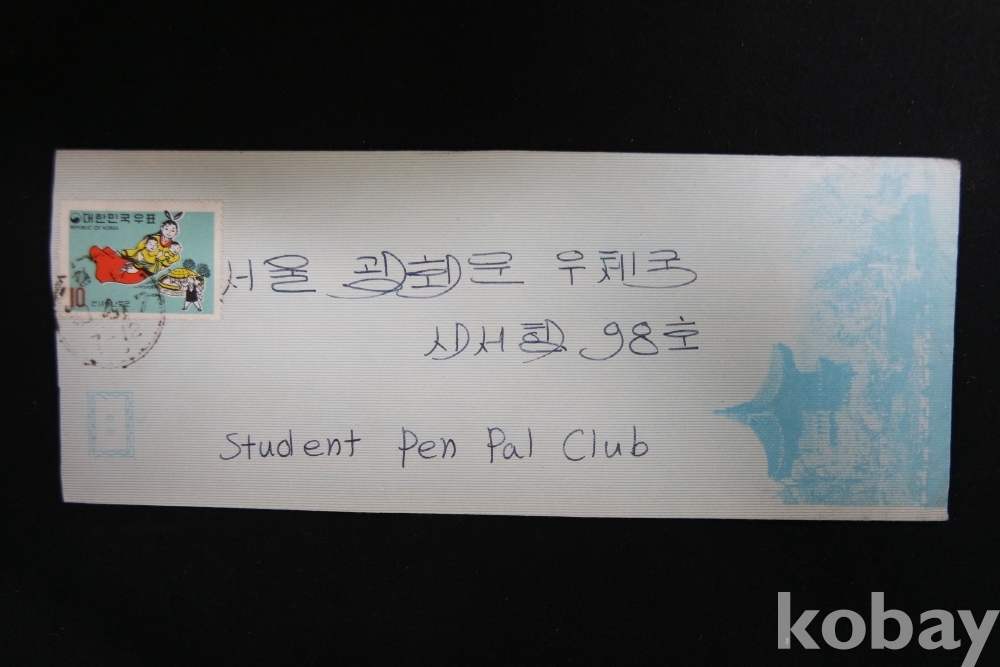 대한민국우표
REPUBLIC OF KOREA
10
서울 광화문 우체국
사서함 98호
Student Pen Pal Club
kobay